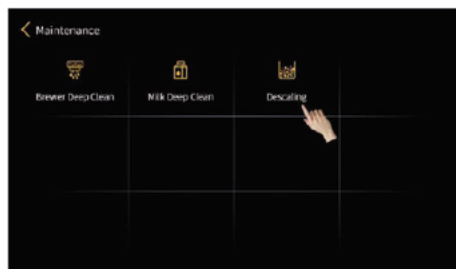 Maintenance
Brewer Deep Clean
Milk Deep Clean
Descaling